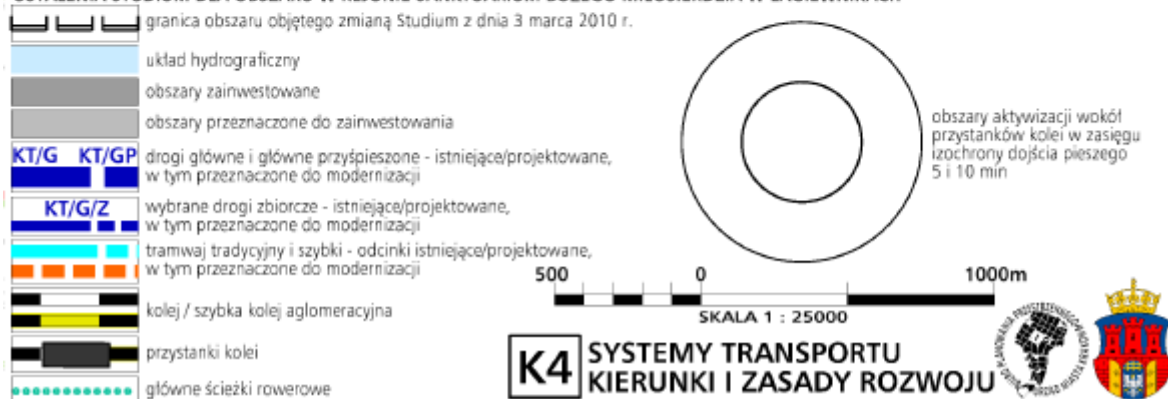 granica obszaru objętego zmianą Studium z dnia 3 marca 2010 r.
układ hydrograficzny
obszary zainwestowane
obszary przeznaczone do zainwestowania
KT/G KT/GP
drogi główne i główne przyśpieszone - istniejące/projektowane,
w tym przeznaczone do modernizacji
KT/G/Z
wybrane drogi zbiorcze - istniejące/projektowane,
w tym przeznaczone do modernizacji
tramwaj tradycyjny i szybki - odcinki istniejące/projektowane,
w tym przeznaczone do modernizacji
kolej / szybka kolej aglomeracyjna
przystanki kolei
główne ścieżki rowerowe
obszary aktywizacji wokół
przystanków kolei w zasięgu
izochrony dojścia pieszego
5 i 10 min
500 0 1000m
SKALA 1 : 25000
K4
SYSTEMY TRANSPORTU
KIERUNKI I ZASADY ROZWOJU